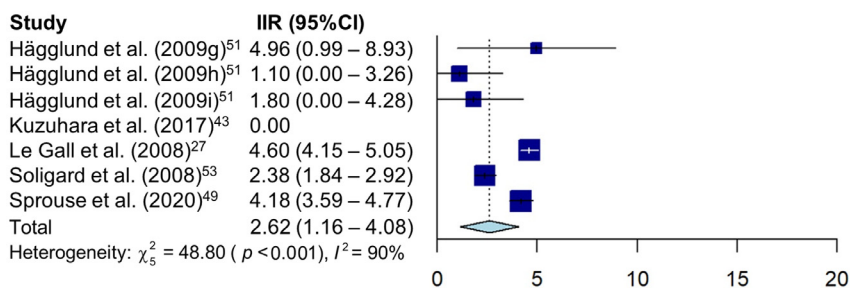 Study IIR (95%CI)
Hägglund et al. (2009g)51 4.96 (0.99 – 8.93)
Hägglund et al. (2009h)51 1.10 (0.00 – 3.26)
Hägglund et al. (2009i)51 1.80 (0.00 – 4.28)
Kuzuhara et al. (2017)43 0.00
Le Gall et al. (2008)27 4.60 (4.15 – 5.05)
Soligard et al. (2008)53 2.38 (1.84 – 2.92)
Sprouse et al. (2020)49 4.18 (3.59 – 4.77)
Total 2.62 (1.16 – 4.08)
Heterogeneity: χ²₅ = 48.80 ( p <0.001), I² = 90%
0 5 10 15 20